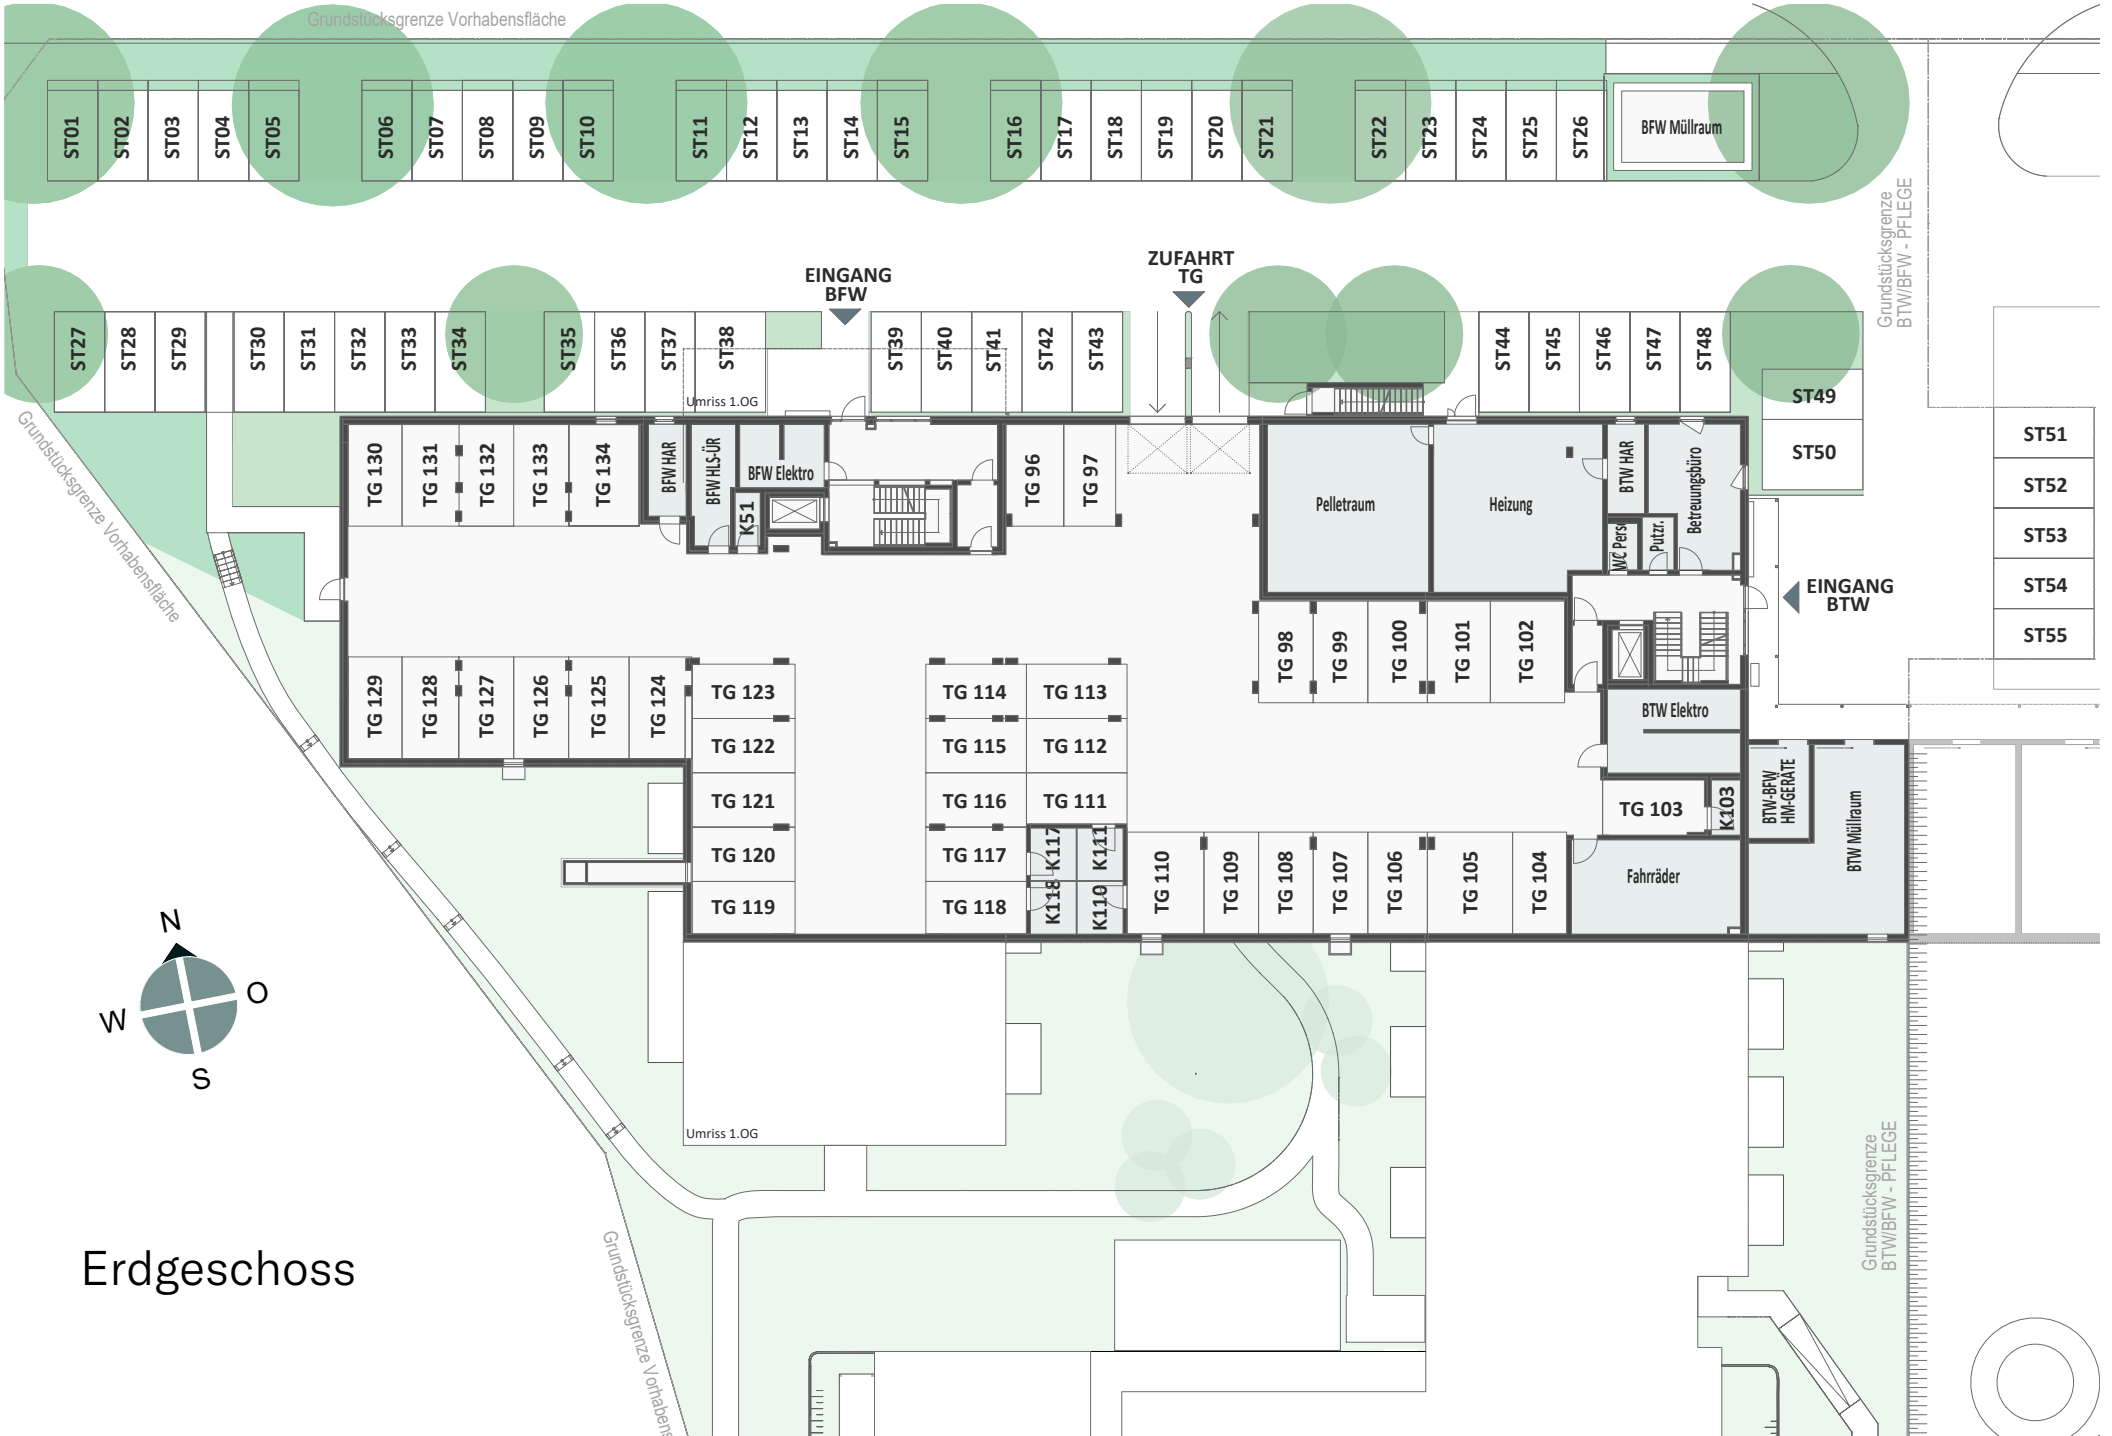 Grundstücksgrenze Vorhabensfläche
ST01
ST02
ST03
ST04
ST05
ST06
ST07
ST08
ST09
ST10
ST11
ST12
ST13
ST14
ST15
ST16
ST17
ST18
ST19
ST20
ST21
ST22
ST23
ST24
ST25
ST26
BFW Müllraum
Grundstücksgrenze
BTW/BFW - PFLEGE
EINGANG
BFW
ZUFAHRT
TG
ST27
ST28
ST29
ST30
ST31
ST32
ST33
ST34
ST35
ST36
ST37
ST38
ST39
ST40
ST41
ST42
ST43
ST44
ST45
ST46
ST47
ST48
ST49
ST50
ST51
ST52
ST53
ST54
ST55
Umriss 1.OG
Grundstücksgrenze Vorhabensfläche
TG 130
TG 131
TG 132
TG 133
TG 134
BFW HAR
BFW HLS-ÜR
BFW Elektro
K51
TG 96
TG 97
Pelletraum
Heizung
BTW HAR
Betreuungsbüro
WC Pers
Putzr.
EINGANG
BTW
TG 98
TG 99
TG 100
TG 101
TG 102
TG 129
TG 128
TG 127
TG 126
TG 125
TG 124
TG 123
TG 122
TG 121
TG 120
TG 119
TG 114
TG 115
TG 116
TG 117
TG 118
TG 113
TG 112
TG 111
K117
K111
K118
K110
TG 110
TG 109
TG 108
TG 107
TG 106
TG 105
TG 104
BTW Elektro
TG 103
K103
Fahrräder
BTW-BFW
HM-GERÄTE
BTW Müllraum
N
W
O
S
Umriss 1.OG
Grundstücksgrenze
BTW/BFW - PFLEGE
Erdgeschoss
Grundstücksgrenze Vorhabens